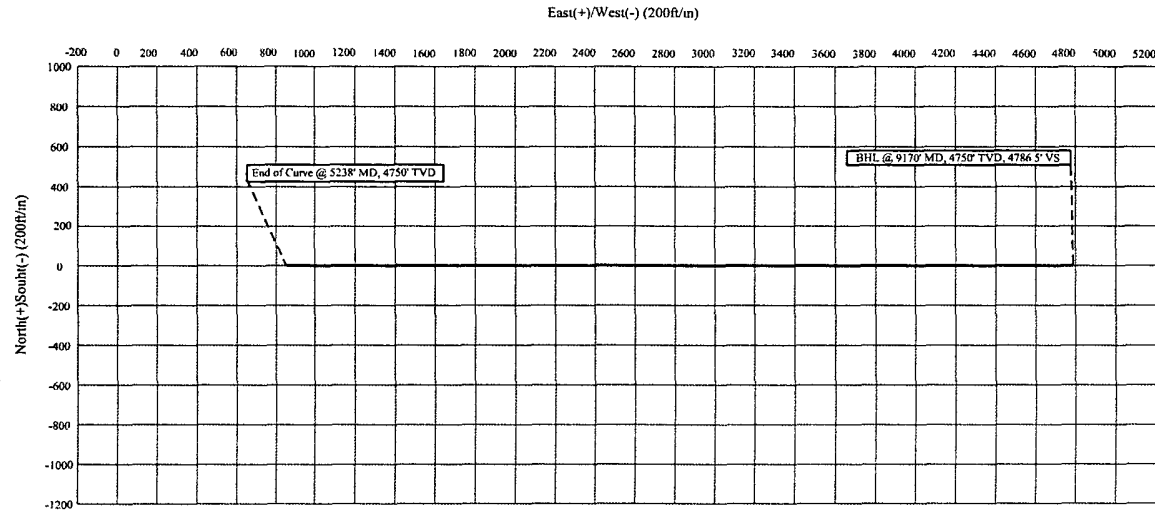 East(+)/West(-) (200ft/in)
-200 0 200 400 600 800 1000 1200 1400 1600 1800 2000 2200 2400 2600 2800 3000 3200 3400 3600 3800 4000 4200 4400 4600 4800 5000 5200
1000
800
600
End of Curve @ 5238' MD, 4750' TVD
BHL @ 9170' MD, 4750' TVD, 4786 5' VS
400
200
0
-200
-400
-600
-800
-1000
-1200
North(+)Souht(-) (200ft/in)